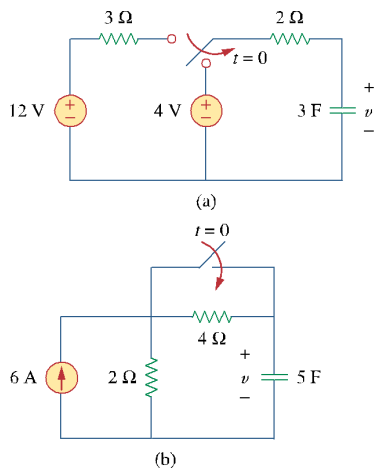 3 Ω 2 Ω
t = 0
12 V + − 4 V + − 3 F + v −
(a)
t = 0
4 Ω
6 A 2 Ω + v − 5 F
(b)